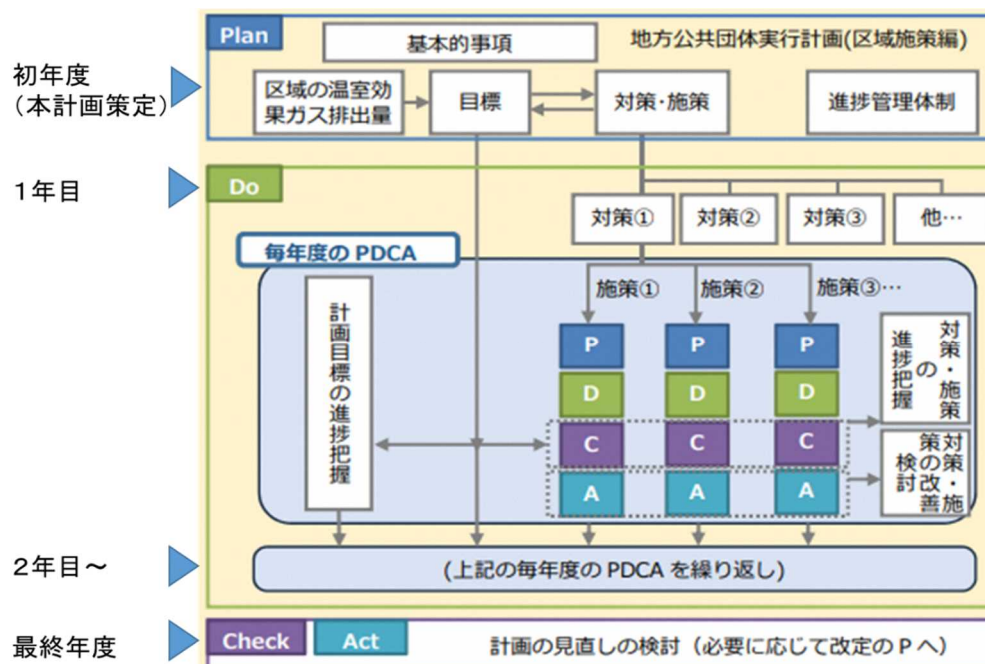 Plan
基本的事項
地方公共団体実行計画(区域施策編)
初年度
(本計画策定)
区域の温室効
果ガス排出量
目標
対策・施策
進捗管理体制
1年目
Do
対策①
対策②
対策③
他…
毎年度の PDCA
施策①
施策②
施策③…
計画目標の進捗把握
P
P
P
D
D
D
C
C
C
A
A
A
対策・施策
の
進捗把握
対策・施
策の改善
検討
2年目~
(上記の毎年度の PDCA を繰り返し)
最終年度
Check
Act
計画の見直しの検討(必要に応じて改定の P へ)